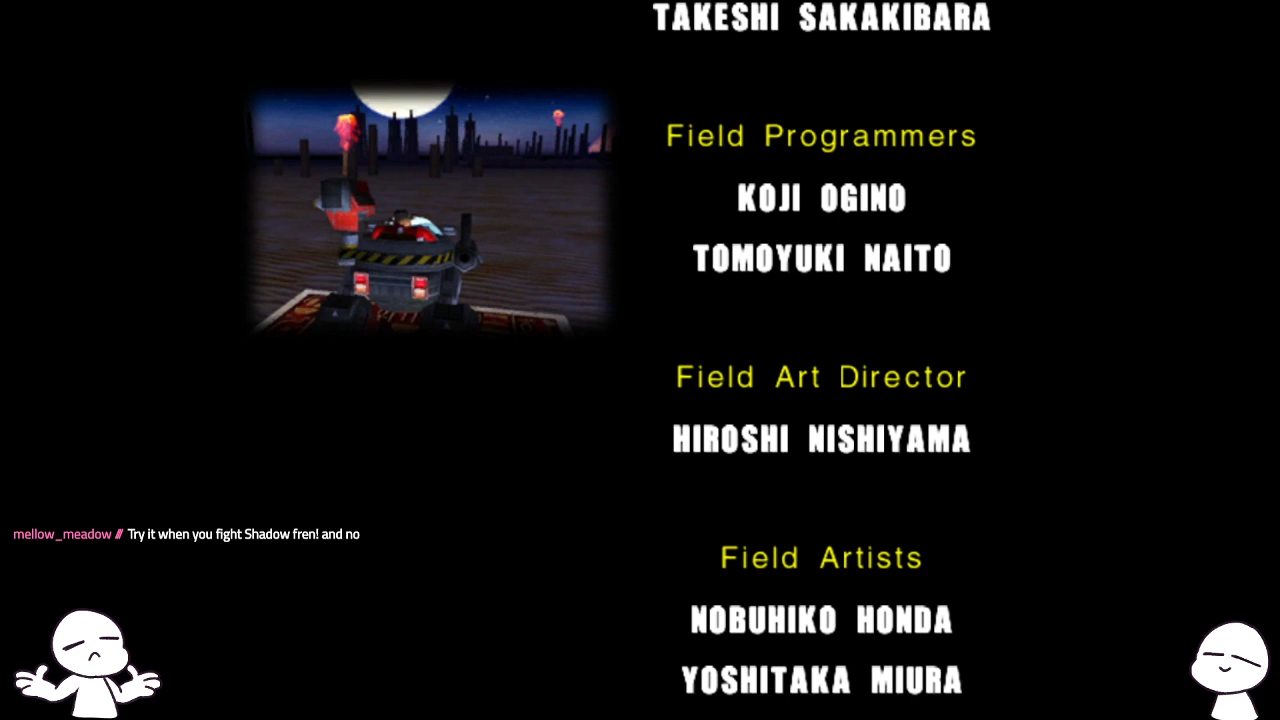 TAKESHI SAKAKIBARA
Field Programmers
KOJI OGINO
TOMOYUKI NAITO
Field Art Director
HIROSHI NISHIYAMA
mellow_meadow // Try it when you fight Shadow fren! and no
Field Artists
NOBUHIKO HONDA
YOSHITAKA MIURA